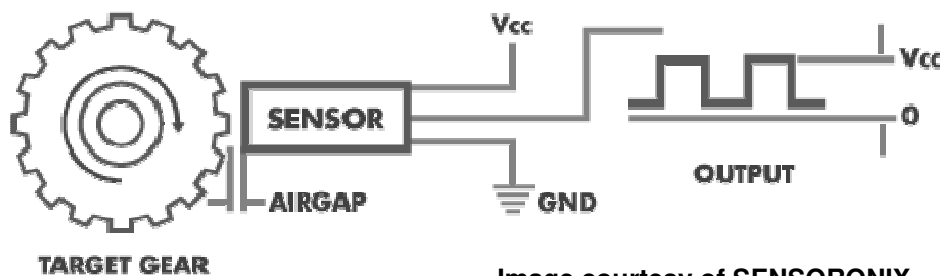 Vcc
SENSOR
AIRGAP
GND
TARGET GEAR
Vcc
0
OUTPUT
Image courtesy of SENSORONIX